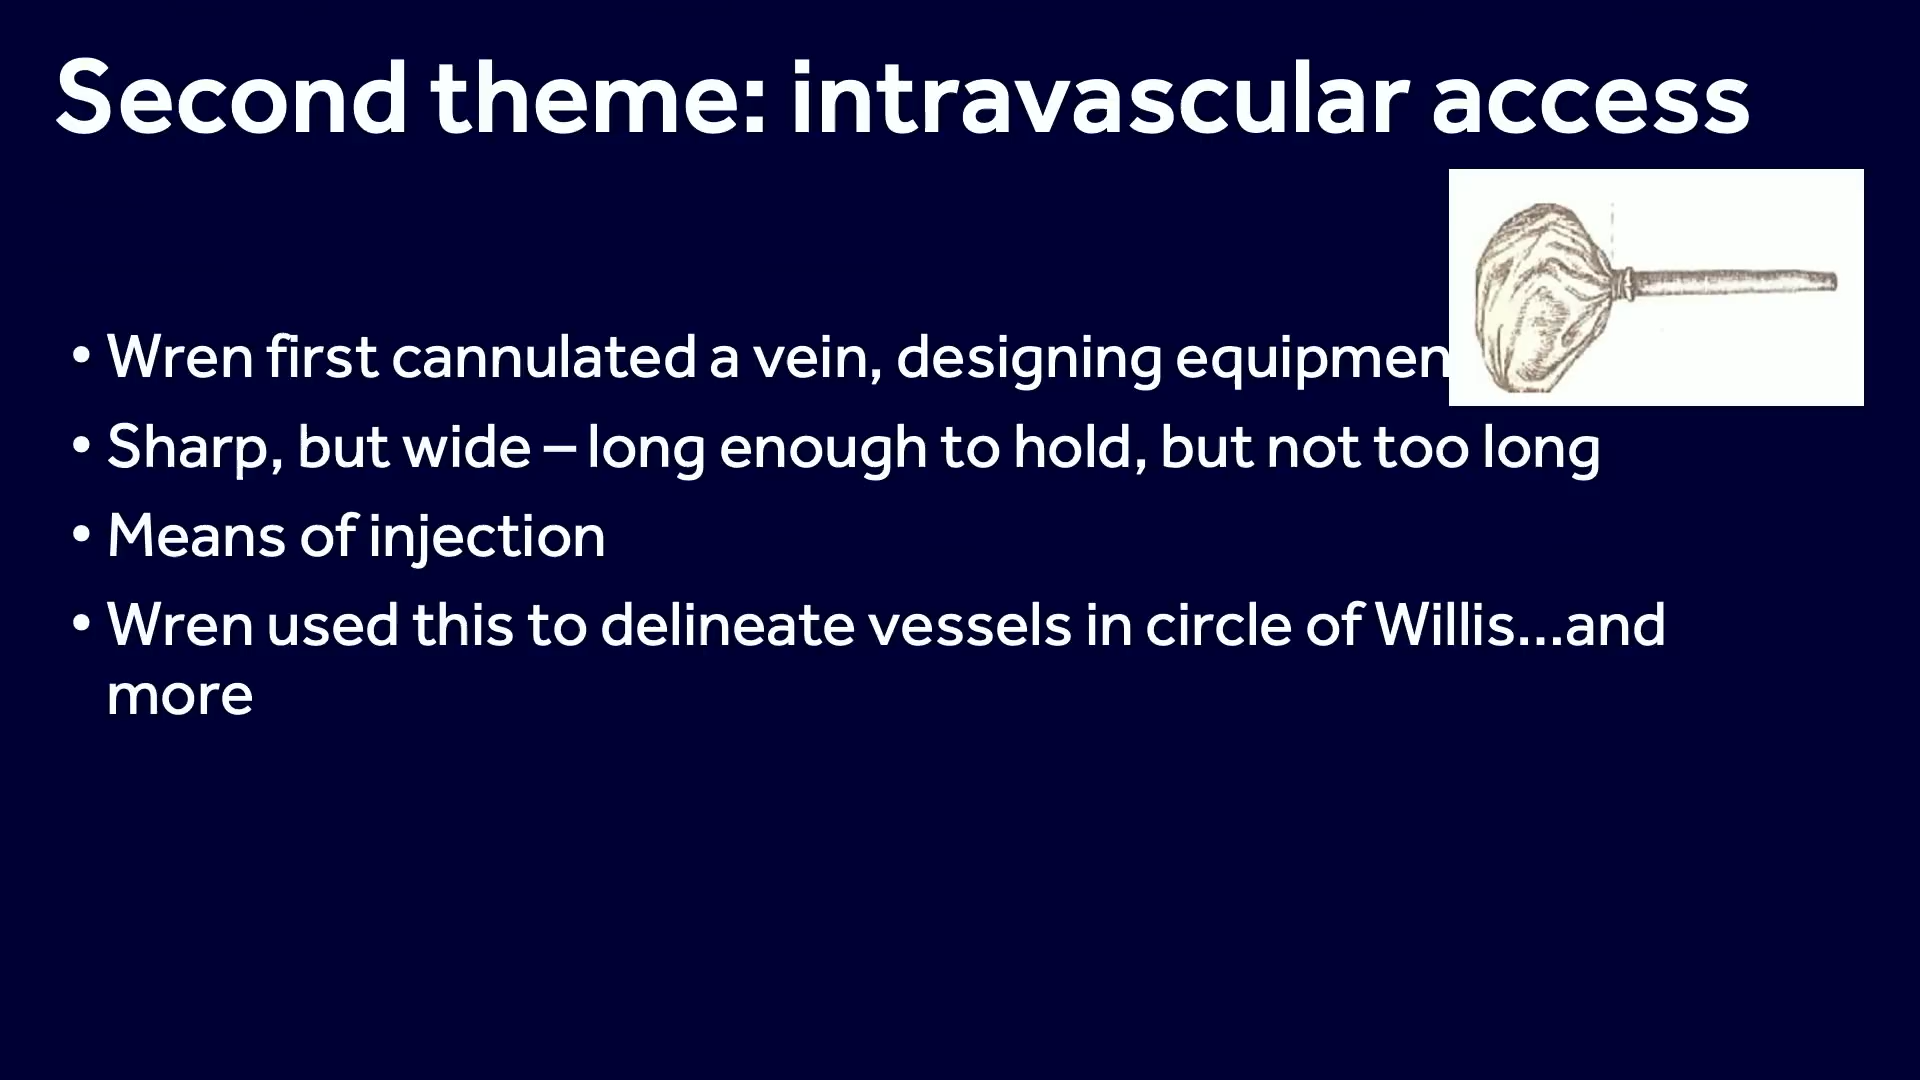 Second theme: intravascular access
• Wren first cannulated a vein, designing equipmen
• Sharp, but wide – long enough to hold, but not too long
• Means of injection
• Wren used this to delineate vessels in circle of Willis...and
more